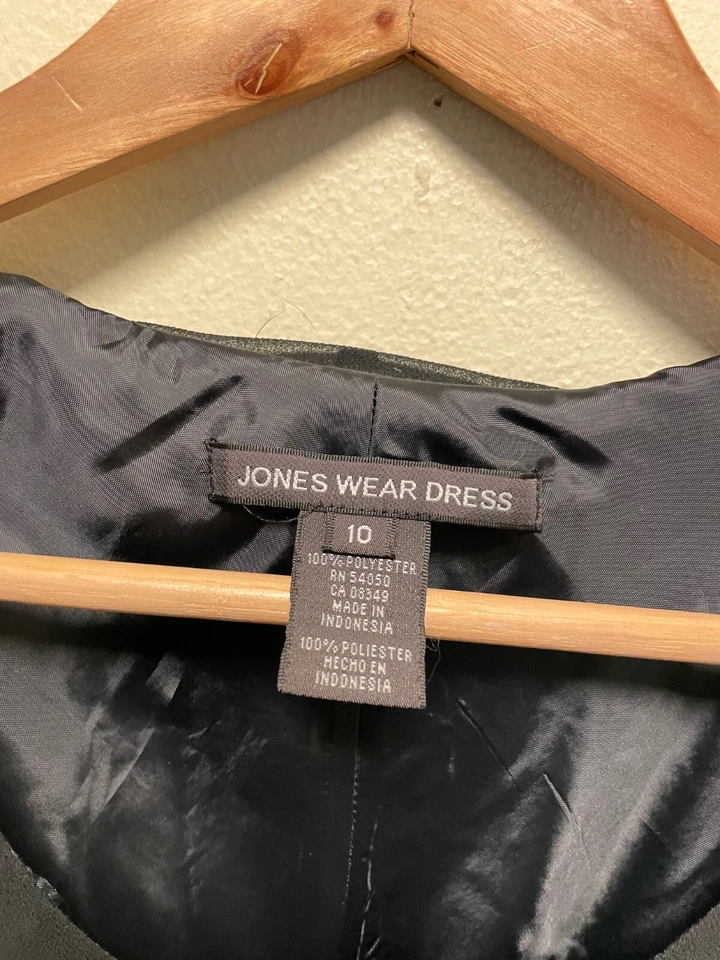 JONES WEAR DRESS
10
100% POLYESTER
RN 54050
CA 08349
MADE IN
INDONESIA
100% POLIESTER
HECHO EN
INDONESIA